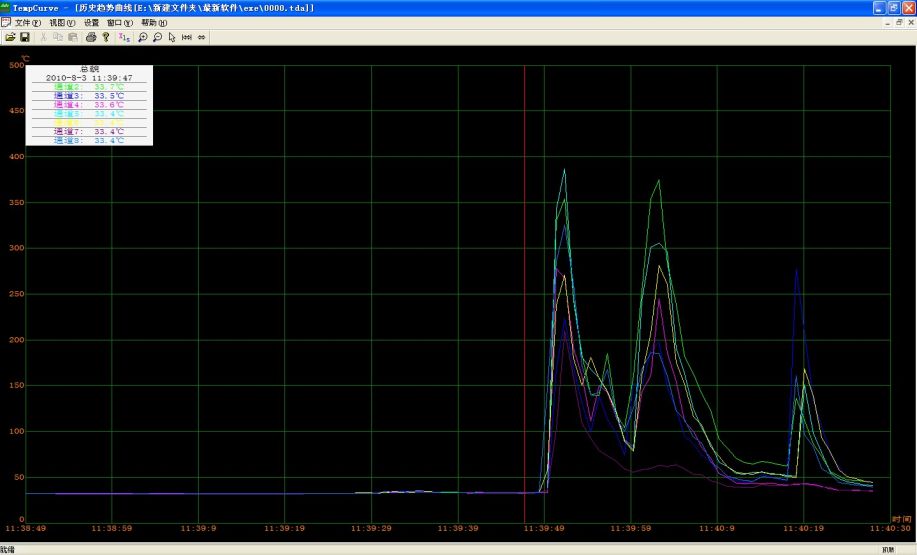 TempCurve - [历史趋势曲线[E:\新建文件夹\最新软件\exe\0000.tda]]
文件(F) 视图(V) 设置 窗口(W) 帮助(H)
℃
500
总貌
2010-8-3 11:39:47
通道2: 33.7℃
通道3: 33.5℃
通道4: 33.6℃
通道5: 33.4℃
通道7: 33.4℃
通道8: 33.4℃
450
400
350
300
250
200
150
100
50
0
时间
11:38:49 11:38:59 11:39:9 11:39:19 11:39:29 11:39:39 11:39:49 11:39:59 11:40:9 11:40:19 11:40:30
就绪